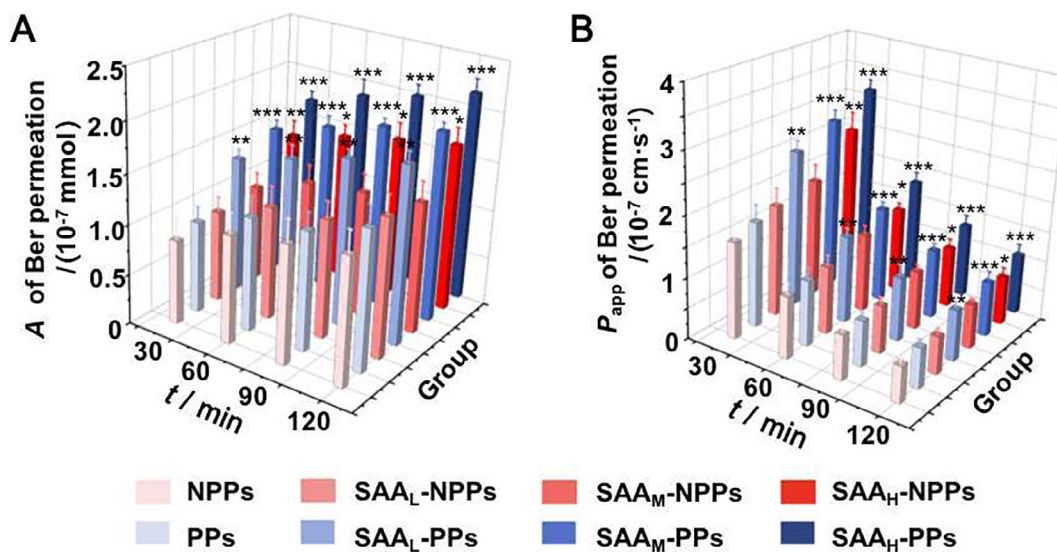 A
B
A of Ber permeation
/ (10⁻⁷ mmol)
2.5
2.0
1.5
1.0
0.5
0
30
60
90
120
t / min
Group
** *** ** *** *** *** * *** *** * *** *** * ***
** ** **
Papp of Ber permeation
/ (10⁻⁷ cm·s⁻¹)
4
3
2
1
0
30
60
90
120
t / min
Group
** *** ** ***
** *** * ***
** *** * ***
** *** * ***
NPPs
SAA_L-NPPs
SAA_M-NPPs
SAA_H-NPPs
PPs
SAA_L-PPs
SAA_M-PPs
SAA_H-PPs